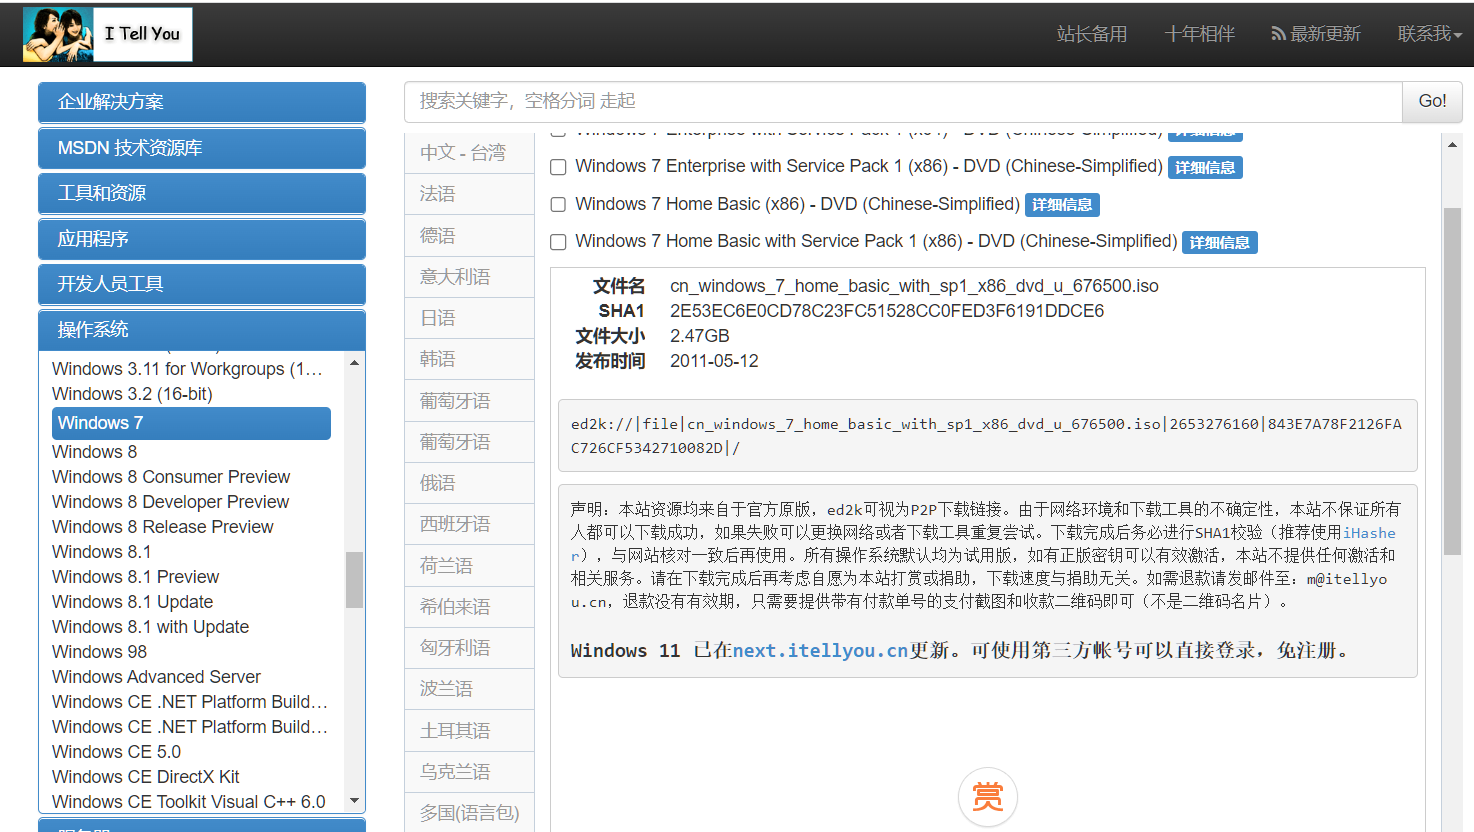 I Tell You
站长备用
十年相伴
最新更新
联系我
企业解决方案
MSDN 技术资源库
工具和资源
应用程序
开发人员工具
操作系统
Windows 3.11 for Workgroups (1…
Windows 3.2 (16-bit)
Windows 7
Windows 8
Windows 8 Consumer Preview
Windows 8 Developer Preview
Windows 8 Release Preview
Windows 8.1
Windows 8.1 Preview
Windows 8.1 Update
Windows 8.1 with Update
Windows 98
Windows Advanced Server
Windows CE .NET Platform Build…
Windows CE .NET Platform Build…
Windows CE 5.0
Windows CE DirectX Kit
Windows CE Toolkit Visual C++ 6.0
搜索关键字，空格分词 走起
Go!
中文 - 台湾
法语
德语
意大利语
日语
韩语
葡萄牙语
葡萄牙语
俄语
西班牙语
荷兰语
希伯来语
匈牙利语
波兰语
土耳其语
乌克兰语
多国(语言包)
Windows 7 Enterprise with Service Pack 1 (x64) - DVD (Chinese-Simplified) 详细信息
Windows 7 Enterprise with Service Pack 1 (x86) - DVD (Chinese-Simplified) 详细信息
Windows 7 Home Basic (x86) - DVD (Chinese-Simplified) 详细信息
Windows 7 Home Basic with Service Pack 1 (x86) - DVD (Chinese-Simplified) 详细信息
文件名 cn_windows_7_home_basic_with_sp1_x86_dvd_u_676500.iso
SHA1 2E53EC6E0CD78C23FC51528CC0FED3F6191DDCE6
文件大小 2.47GB
发布时间 2011-05-12
ed2k://|file|cn_windows_7_home_basic_with_sp1_x86_dvd_u_676500.iso|2653276160|843E7A78F2126FA
C726CF5342710082D|/
声明：本站资源均来自于官方原版，ed2k可视为P2P下载链接。由于网络环境和下载工具的不确定性，本站不保证所有
人都可以下载成功，如果失败可以更换网络或者下载工具重复尝试。下载完成后务必进行SHA1校验（推荐使用iHashe
r），与网站核对一致后再使用。所有操作系统默认均为试用版，如有正版密钥可以有效激活，本站不提供任何激活和
相关服务。请在下载完成后再考虑自愿为本站打赏或捐助，下载速度与捐助无关。如需退款请发邮件至：m@itellyo
u.cn，退款没有有效期，只需要提供带有付款单号的支付截图和收款二维码即可（不是二维码名片）。
Windows 11 已在next.itellyou.cn更新。可使用第三方帐号可以直接登录，免注册。
赏